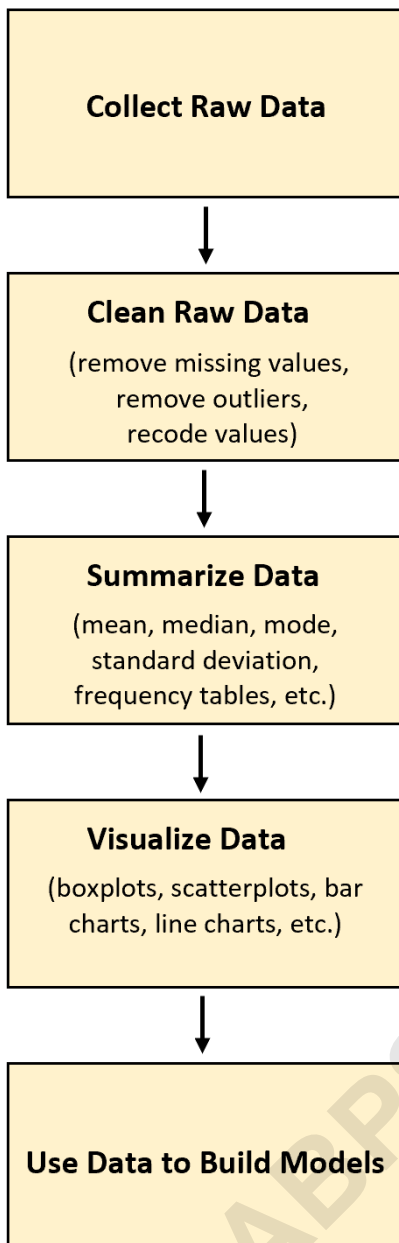 Collect Raw Data
Clean Raw Data
(remove missing values,
remove outliers,
recode values)
Summarize Data
(mean, median, mode,
standard deviation,
frequency tables, etc.)
Visualize Data
(boxplots, scatterplots, bar
charts, line charts, etc.)
Use Data to Build Models